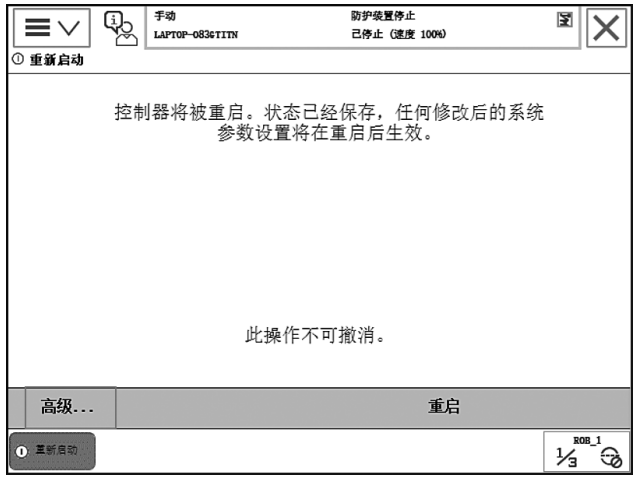 手动
防护装置停止
LAPTOP-0836TITN
已停止 (速度 100%)
重新启动
控制器将被重启。状态已经保存，任何修改后的系统
参数设置将在重启后生效。
此操作不可撤消。
高级...
重启
重新启动
ROB_1
1/3